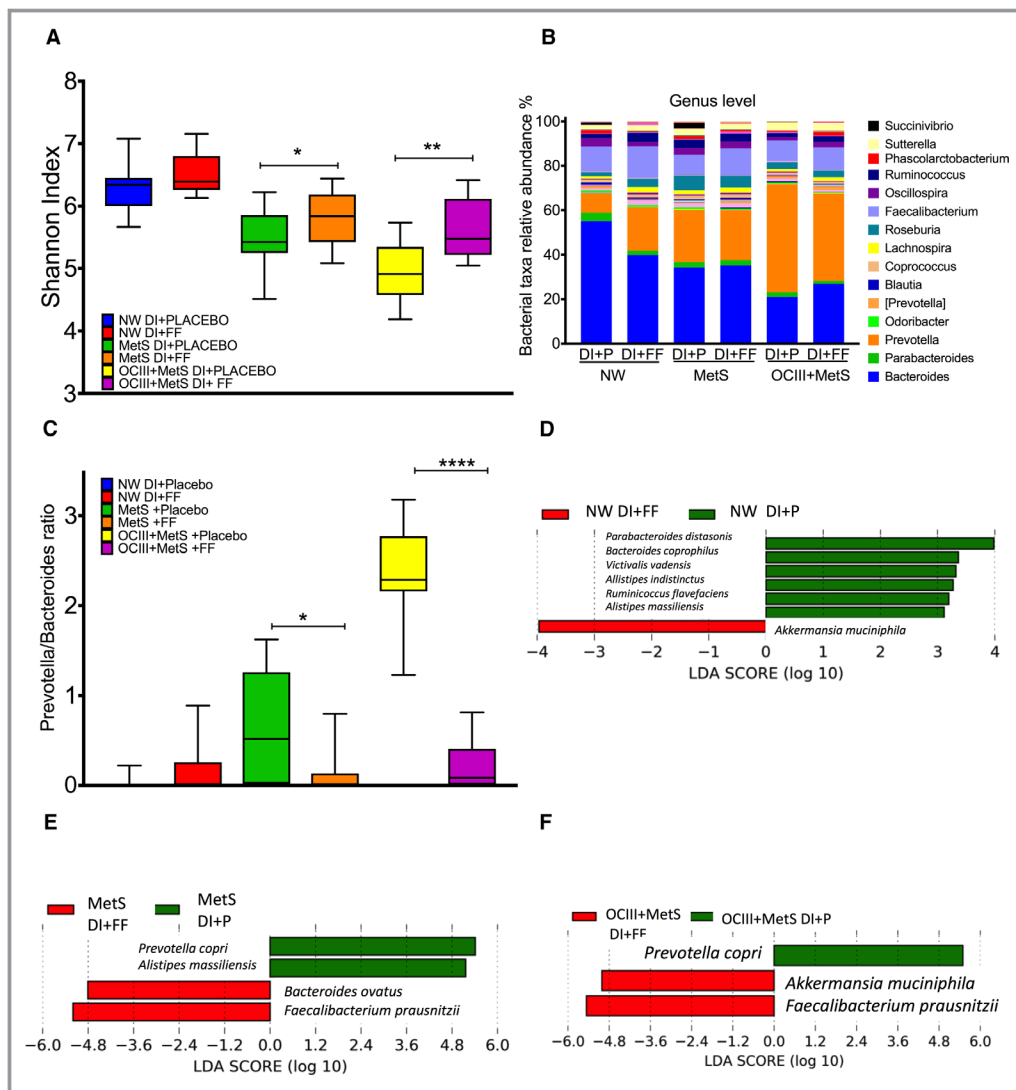 A
Shannon Index
8
7
6
5
4
3
*
**
NW DI+PLACEBO
NW DI+FF
MetS DI+PLACEBO
MetS DI+FF
OCIII+MetS DI+PLACEBO
OCIII+MetS DI+ FF
B
Genus level
Bacterial taxa relative abundance %
100
80
60
40
20
0
DI+P DI+FF DI+P DI+FF DI+P DI+FF
NW MetS OCIII+MetS
Succinivibrio
Sutterella
Phascolarctobacterium
Ruminococcus
Oscillospira
Faecalibacterium
Roseburia
Lachnospira
Coprococcus
Blautia
[Prevotella]
Odoribacter
Prevotella
Parabacteroides
Bacteroides
C
Prevotella/Bacteroides ratio
3
2
1
0
NW DI+Placebo
NW DI+FF
MetS +Placebo
MetS +FF
OCIII+MetS +Placebo
OCIII+MetS +FF
*
****
D
NW DI+FF NW DI+P
Parabacteroides distasonis
Bacteroides coprophilus
Victivalis vadensis
Allistipes indistinctus
Ruminicoccus flavefaciens
Alistipes massiliensis
Akkermansia muciniphila
−4 −3 −2 −1 0 1 2 3 4
LDA SCORE (log 10)
E
MetS DI+FF
MetS DI+P
Prevotella copri
Alistipes massiliensis
Bacteroides ovatus
Faecalibacterium prausnitzii
−6.0 −4.8 −3.6 −2.4 −1.2 0.0 1.2 2.4 3.6 4.8 6.0
LDA SCORE (log 10)
F
OCIII+MetS DI+FF
OCIII+MetS DI+P
Prevotella copri
Akkermansia muciniphila
Faecalibacterium prausnitzii
−6.0 −4.8 −3.6 −2.4 −1.2 0.0 1.2 2.4 3.6 4.8 6.0
LDA SCORE (log 10)